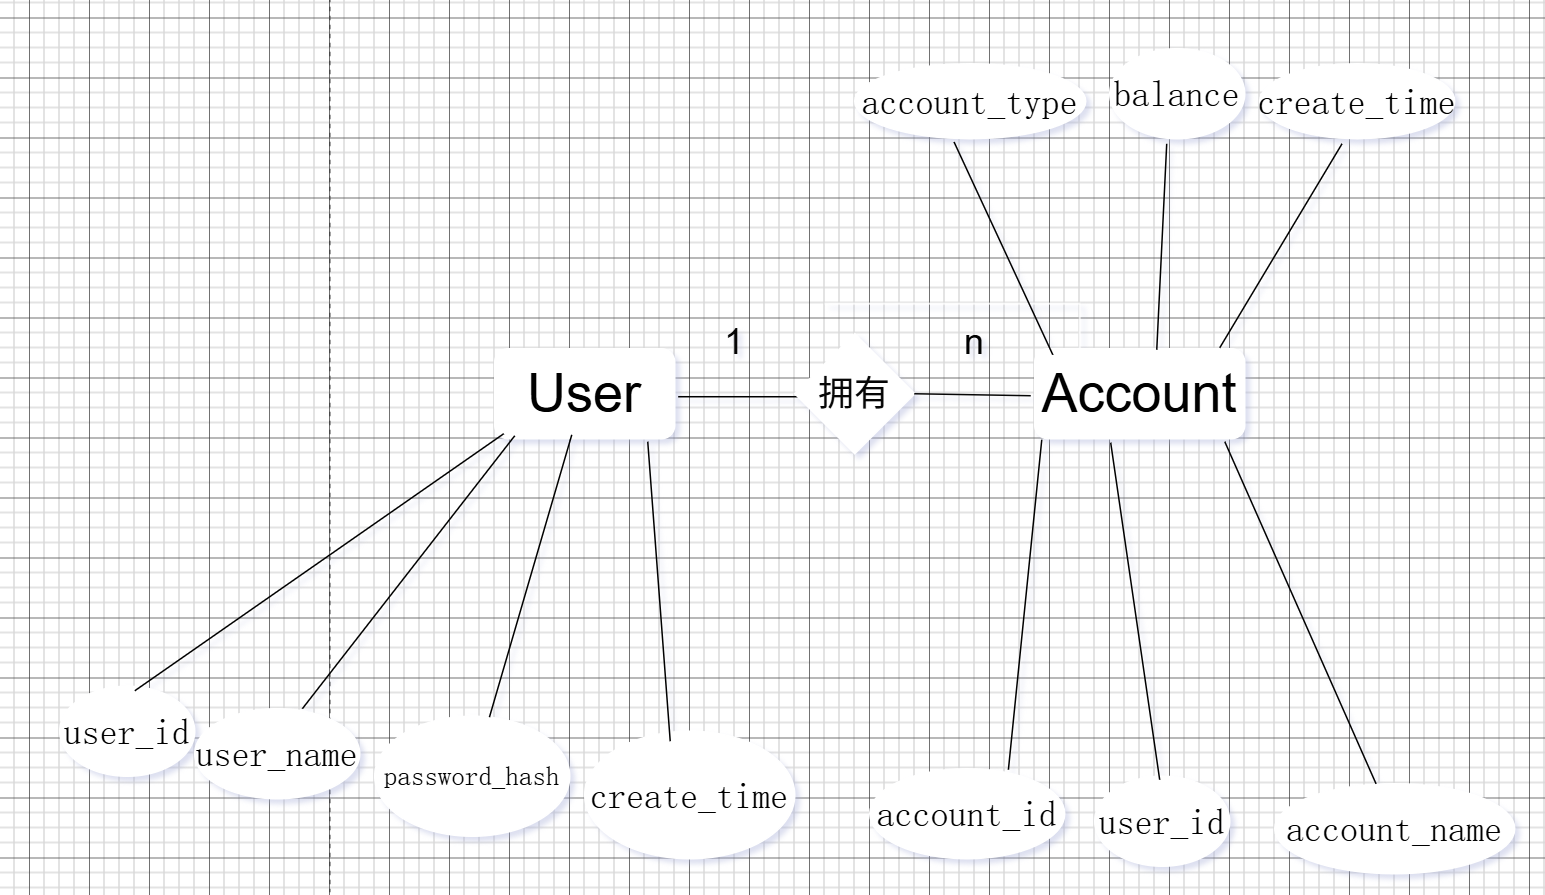 account_type
balance
create_time
1
n
User
拥有
Account
user_id
user_name
password_hash
create_time
account_id
user_id
account_name